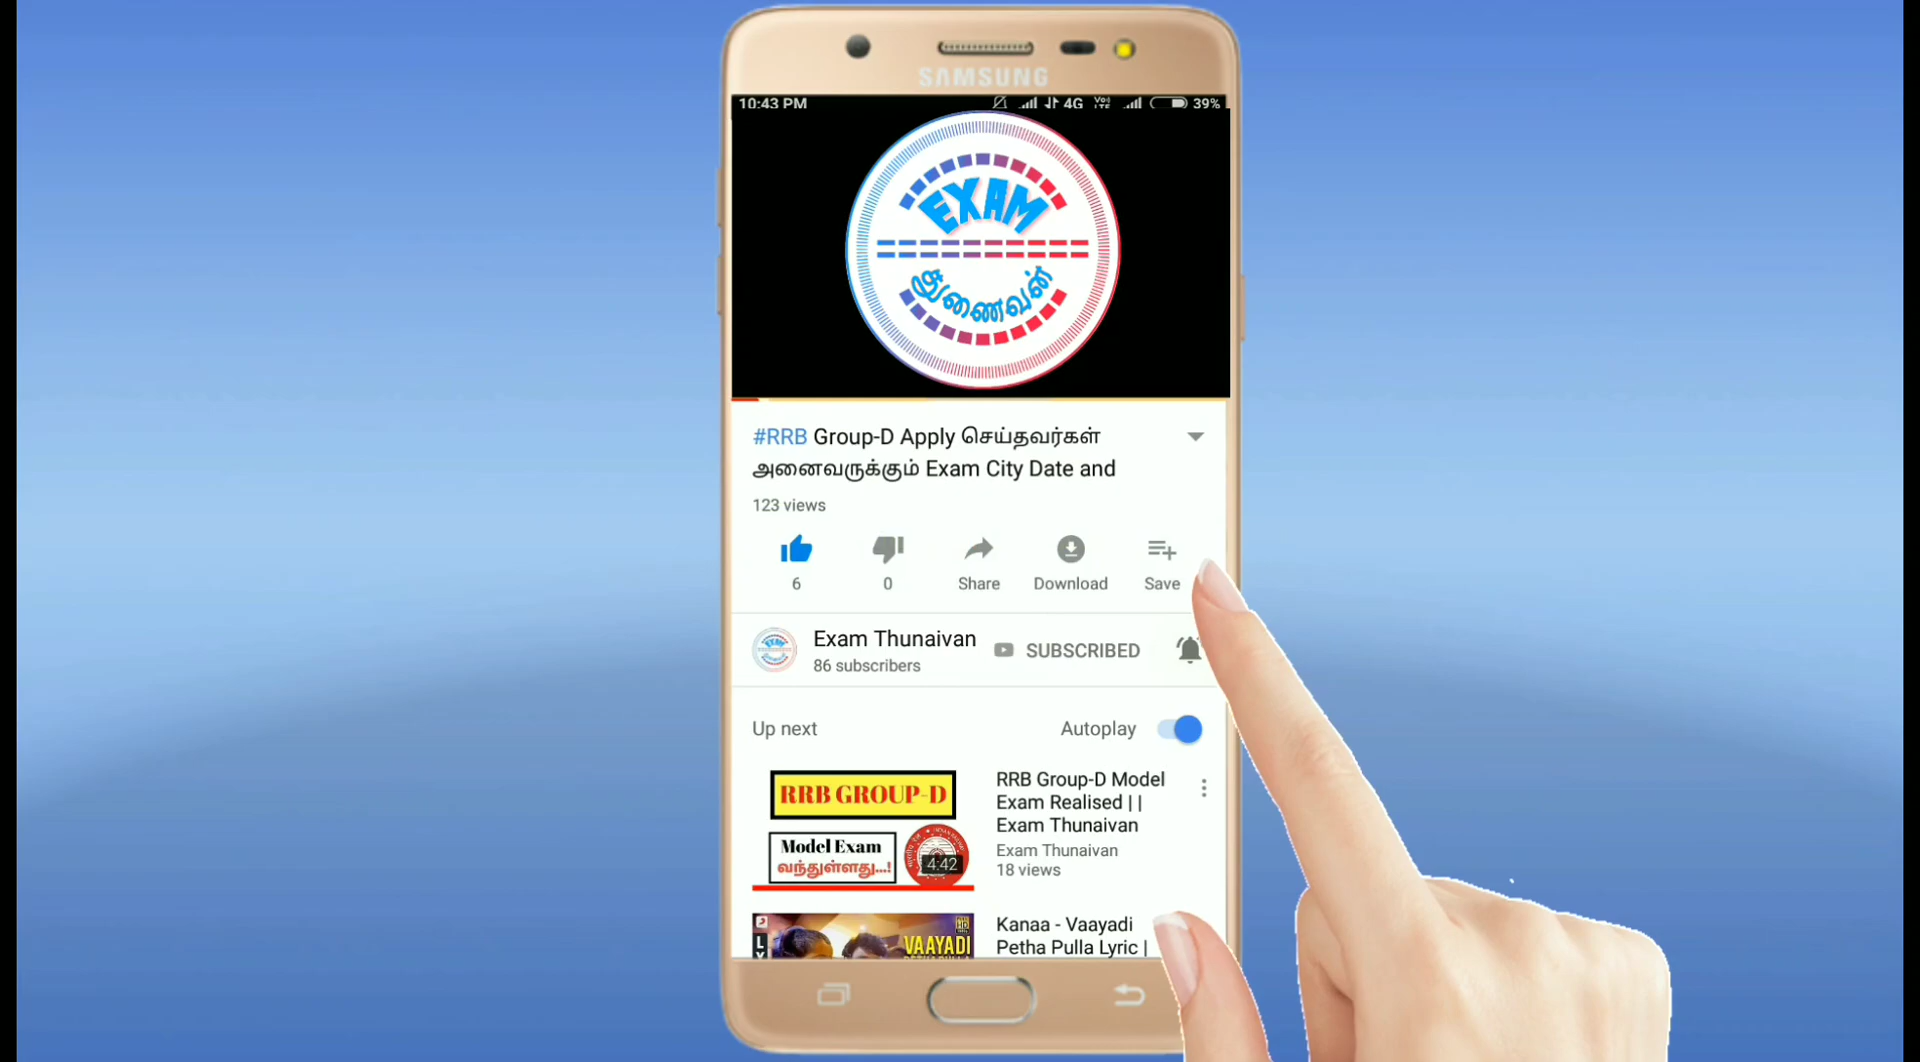 SAMSUNG
10:43 PM
4G VoLTE 39%
EXAM
துணைவன்
#RRB Group-D Apply செய்தவர்கள்
அனைவருக்கும் Exam City Date and
123 views
6
0
Share
Download
Save
Exam Thunaivan
86 subscribers
SUBSCRIBED
Up next
Autoplay
RRB GROUP-D
Model Exam
வந்துள்ளது...!
4:42
RRB Group-D Model
Exam Realised ||
Exam Thunaivan
Exam Thunaivan
18 views
VAAYADI
HD
Kanaa - Vaayadi
Petha Pulla Lyric |